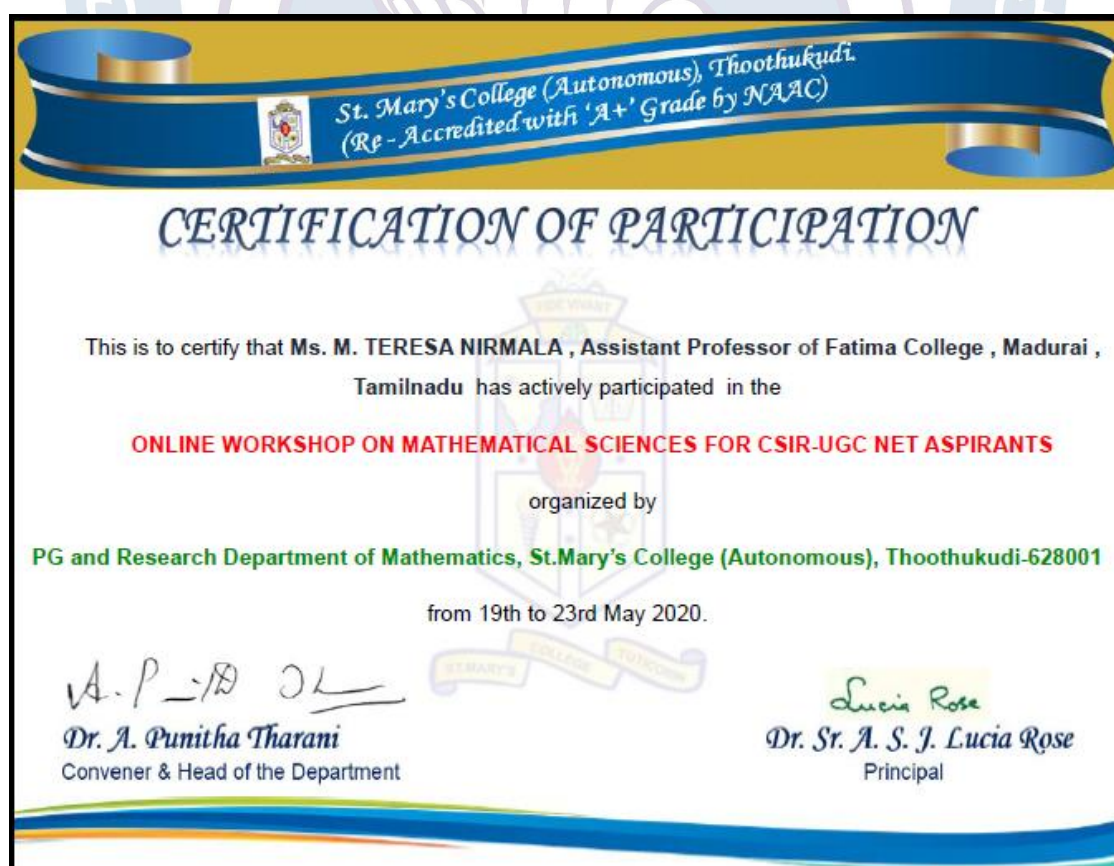 St. Mary's College (Autonomous), Thoothukudi.
(Re - Accredited with 'A+' Grade by NAAC)
CERTIFICATION OF PARTICIPATION
This is to certify that Ms. M. TERESA NIRMALA , Assistant Professor of Fatima College , Madurai ,
Tamilnadu has actively participated in the
ONLINE WORKSHOP ON MATHEMATICAL SCIENCES FOR CSIR-UGC NET ASPIRANTS
organized by
PG and Research Department of Mathematics, St.Mary's College (Autonomous), Thoothukudi-628001
from 19th to 23rd May 2020.
ST.MARY'S COLLEGE TUTICORIN
Lucia Rose
Dr. A. Punitha Tharani
Dr. Sr. A. S. J. Lucia Rose
Convener & Head of the Department
Principal